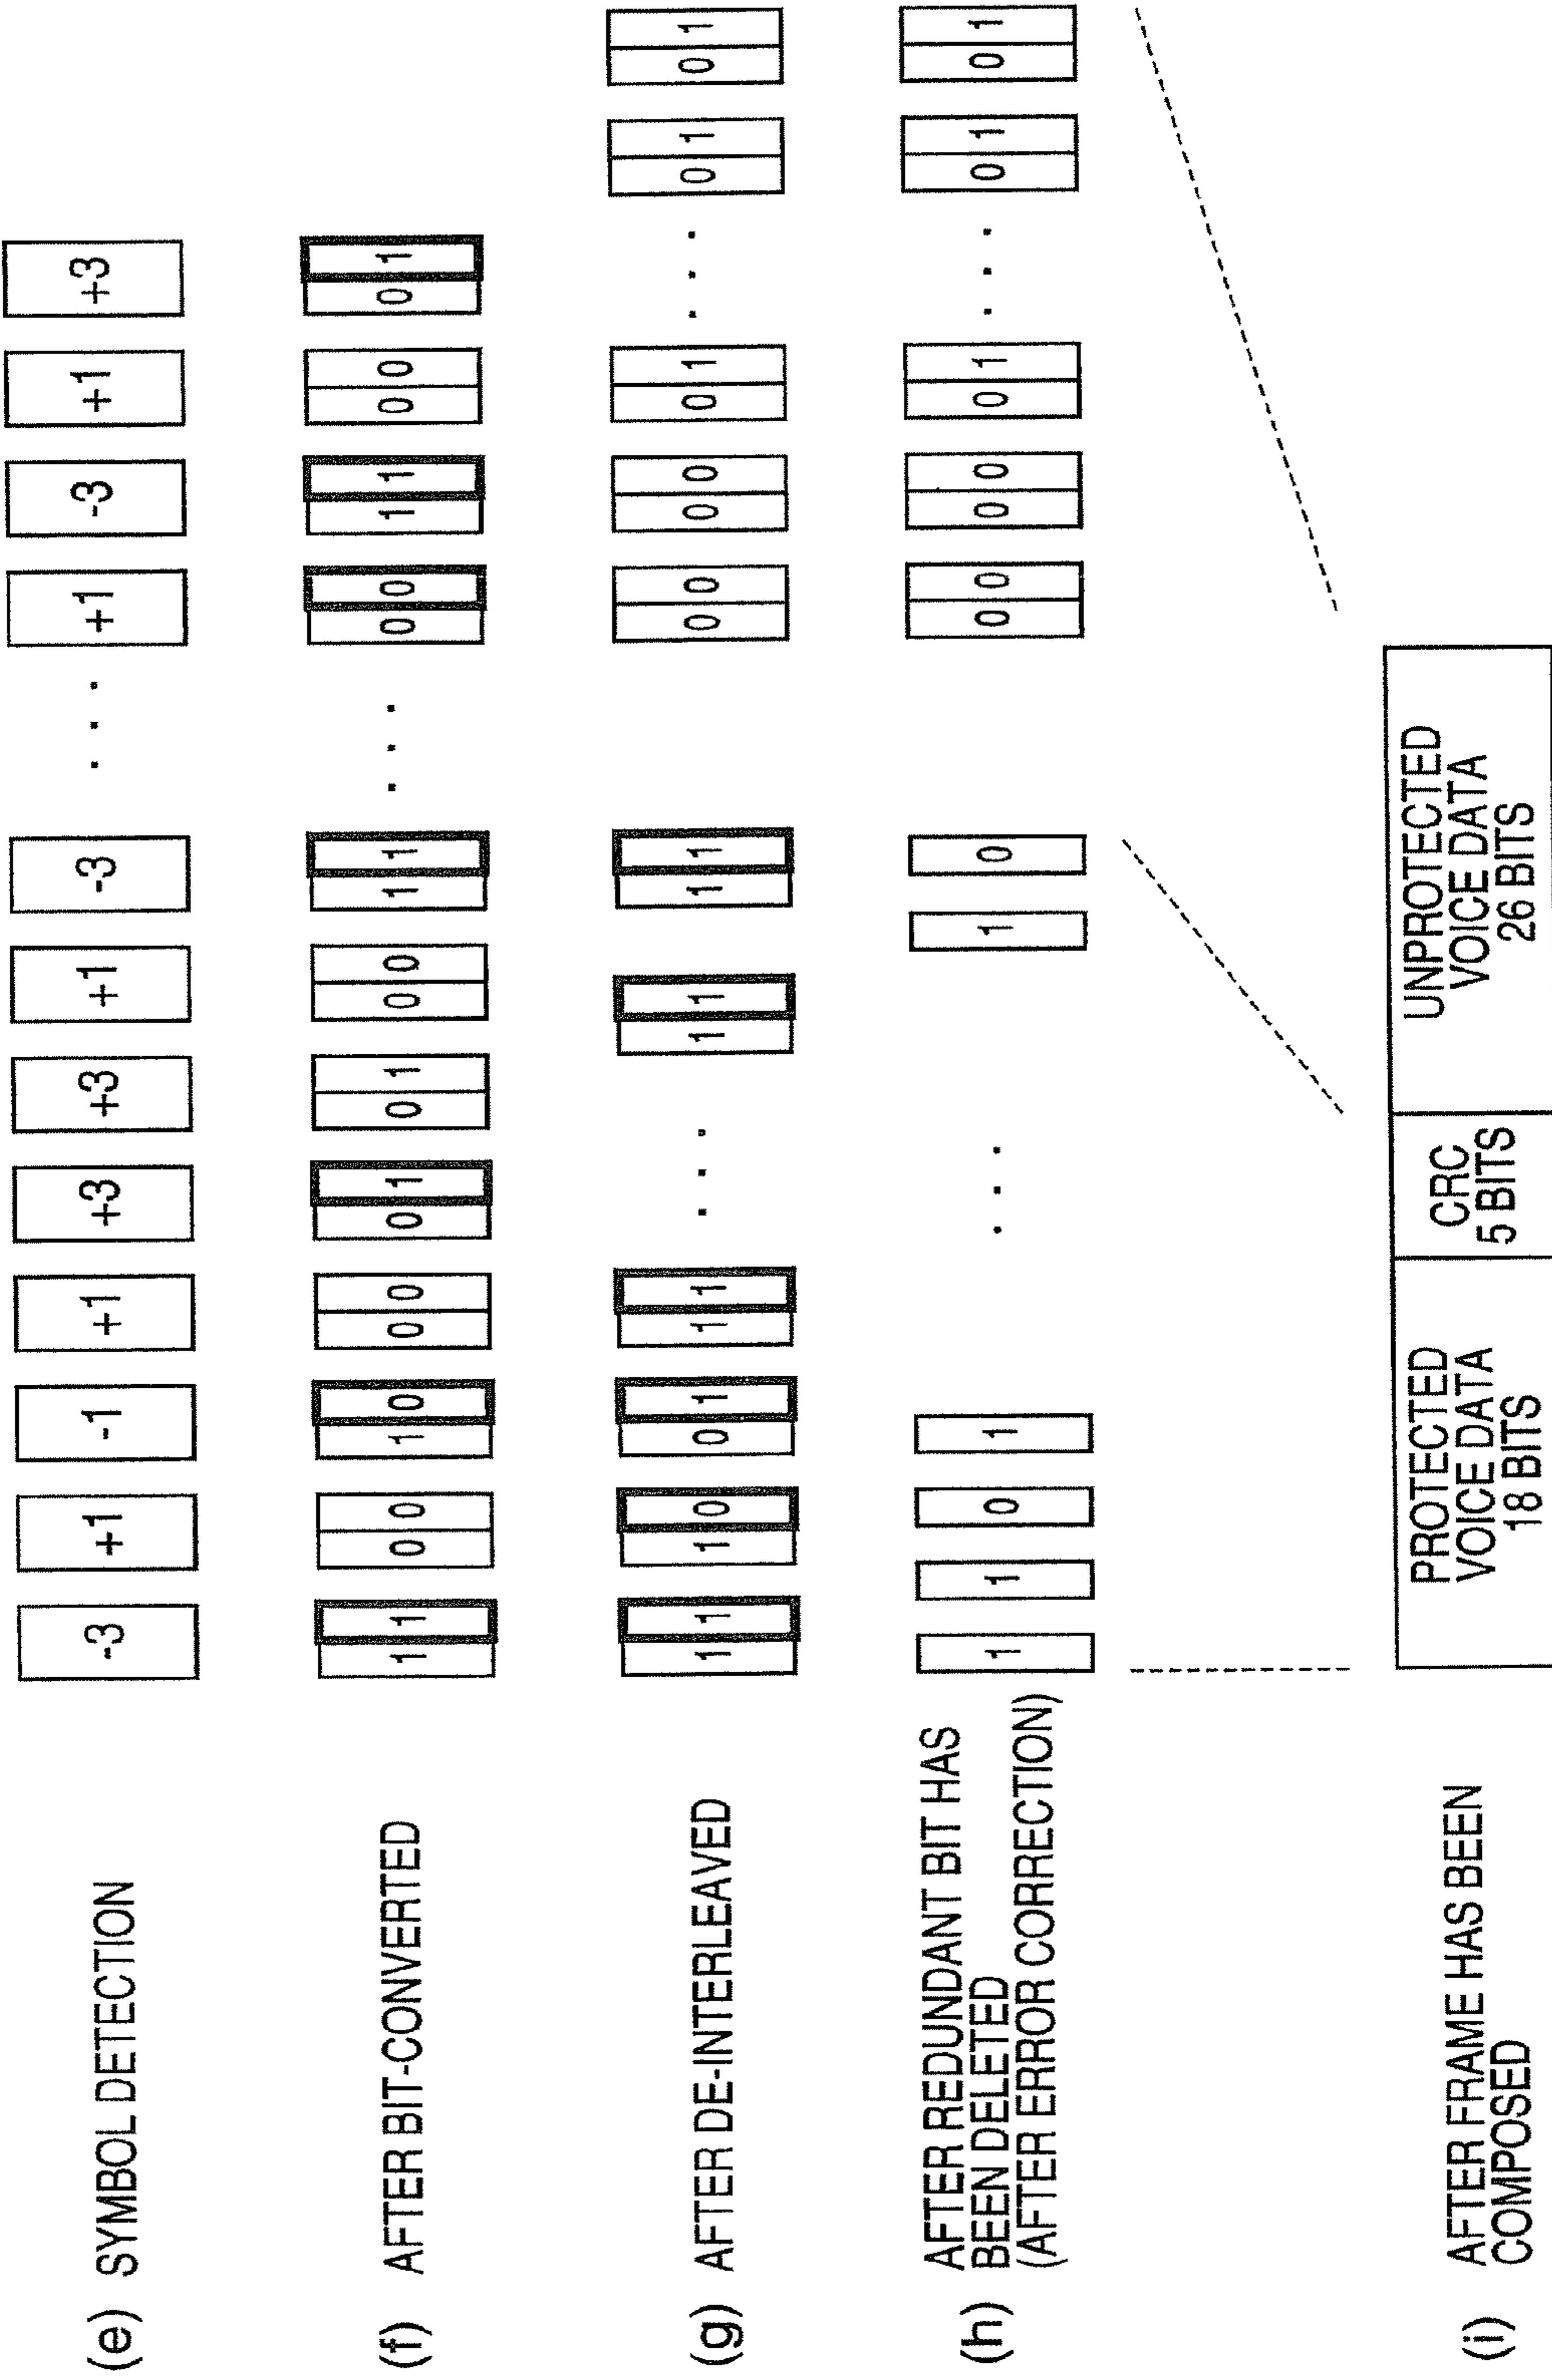 (e) SYMBOL DETECTION -3 +1 -1 +1 +3 +3 +1 -3 ... +1 -3 +1 +3
(f) AFTER BIT-CONVERTED 1 1 0 0 1 0 0 0 0 1 0 1 0 0 1 1 ... 0 0 1 1 0 0 0 1
(g) AFTER DE-INTERLEAVED 1 1 1 0 0 1 1 1 ... 1 1 1 1 0 0 0 0 0 1 ... 0 1 0 1
(h) AFTER REDUNDANT BIT HAS
BEEN DELETED
(AFTER ERROR CORRECTION)
1 1 0 1 ... 1 0 0 0 0 0 0 1 ... 0 1 0 1
(i) AFTER FRAME HAS BEEN
COMPOSED
PROTECTED
VOICE DATA
18 BITS
CRC
5 BITS
UNPROTECTED
VOICE DATA
26 BITS